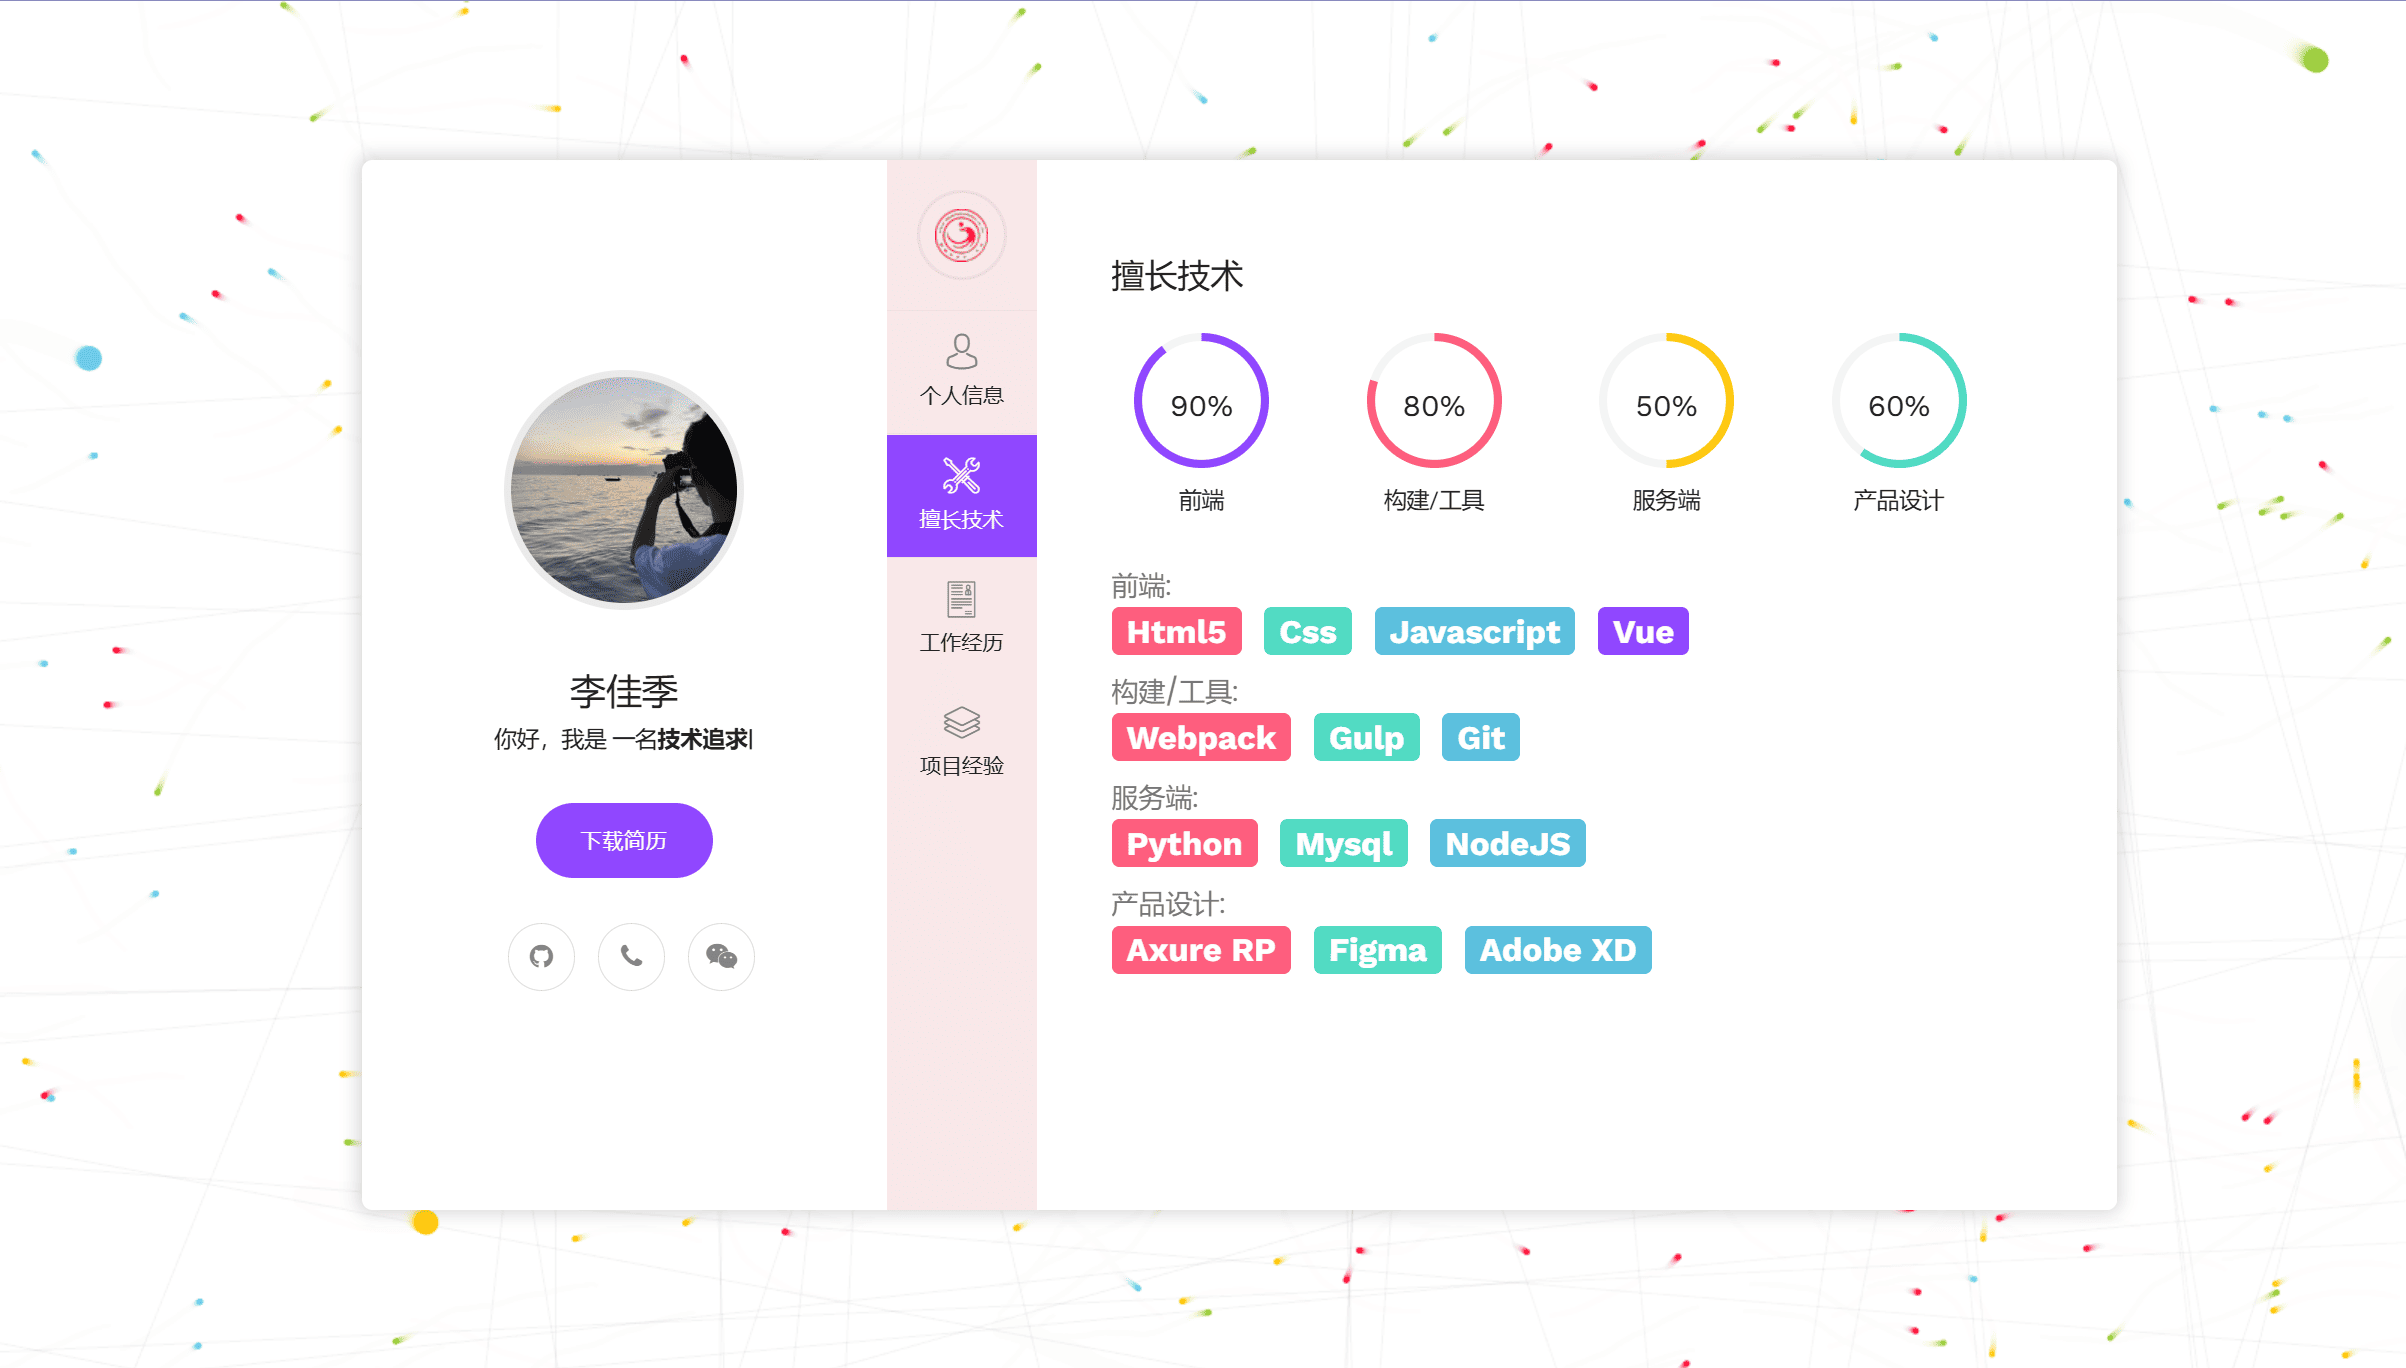 李佳季
你好，我是 一名技术追求|
下载简历
个人信息
擅长技术
工作经历
项目经验
擅长技术
90% 80% 50% 60%
前端 构建/工具 服务端 产品设计
前端:
Html5 Css Javascript Vue
构建/工具:
Webpack Gulp Git
服务端:
Python Mysql NodeJS
产品设计:
Axure RP Figma Adobe XD